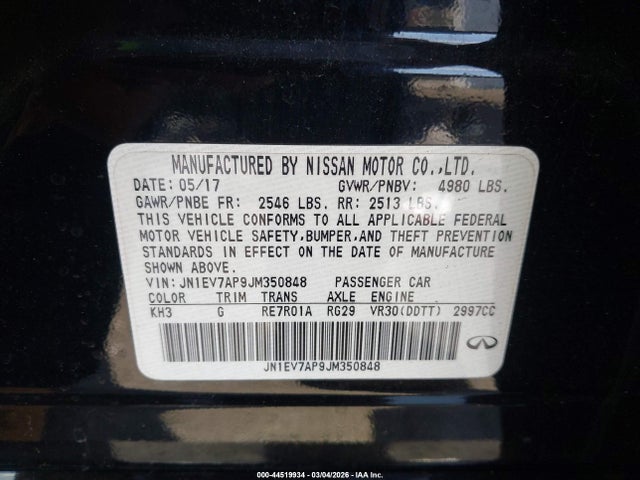 MANUFACTURED BY NISSAN MOTOR CO.,LTD.
DATE: 05/17 GVWR/PNBV: 4980 LBS.
GAWR/PNBE FR: 2546 LBS. RR: 2513 LBS.
THIS VEHICLE CONFORMS TO ALL APPLICABLE FEDERAL
MOTOR VEHICLE SAFETY,BUMPER,AND THEFT PREVENTION
STANDARDS IN EFFECT ON THE DATE OF MANUFACTURE
SHOWN ABOVE.
VIN: JN1EV7AP9JM350848 PASSENGER CAR
COLOR TRIM TRANS AXLE ENGINE
KH3 G RE7R01A RG29 VR30(DDTT) 2997CC
JN1EV7AP9JM350848
000-44519934 | 03/04/2026 | IAA Inc.